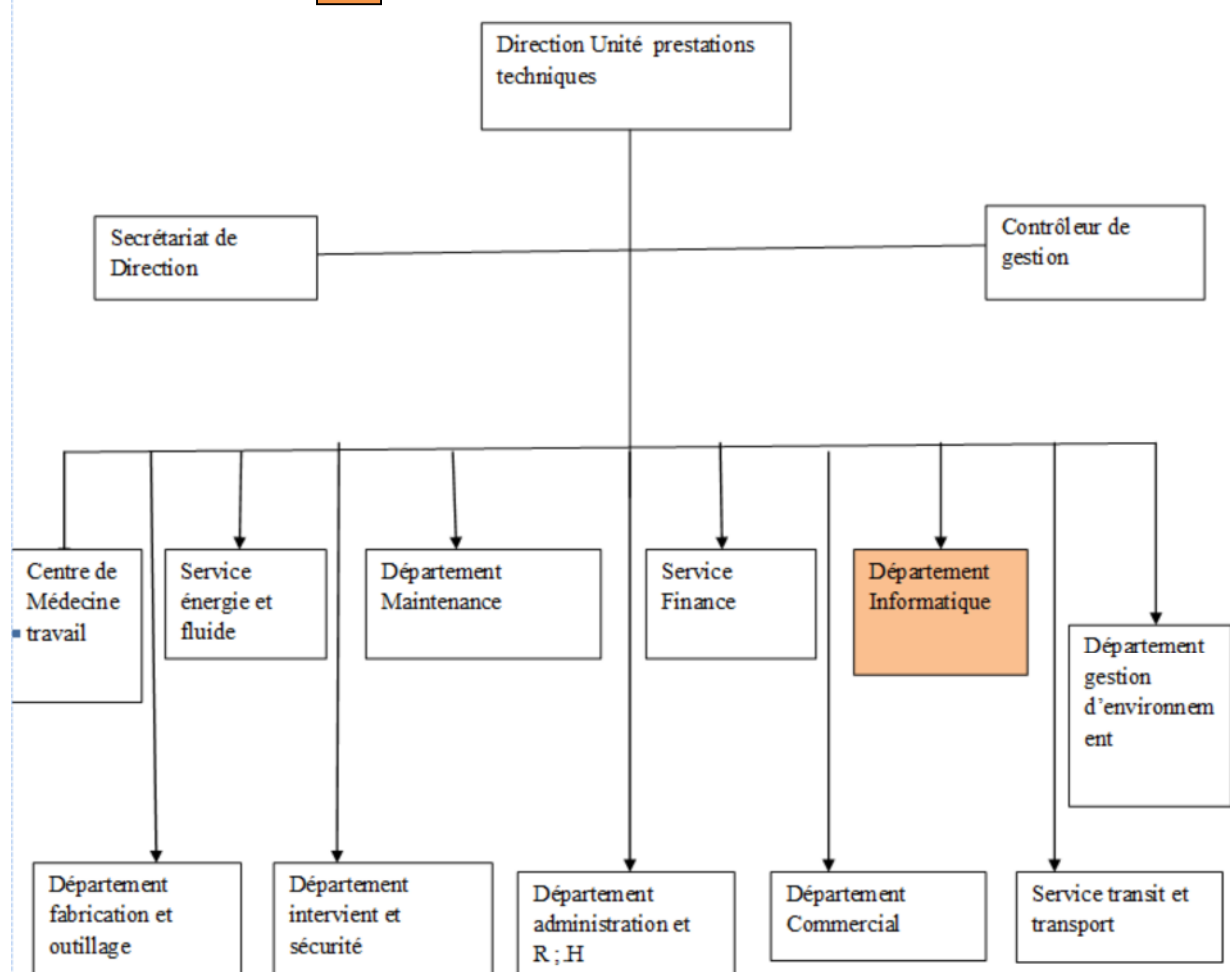 Direction Unité prestations
techniques
Secrétariat de
Direction
Contrôleur de
gestion
Centre de
Médecine
travail
Service
énergie et
fluide
Département
Maintenance
Service
Finance
Département
Informatique
Département
gestion
d’environnem
ent
Département
fabrication et
outillage
Département
intervient et
sécurité
Département
administration et
R ; .H
Département
Commercial
Service transit et
transport